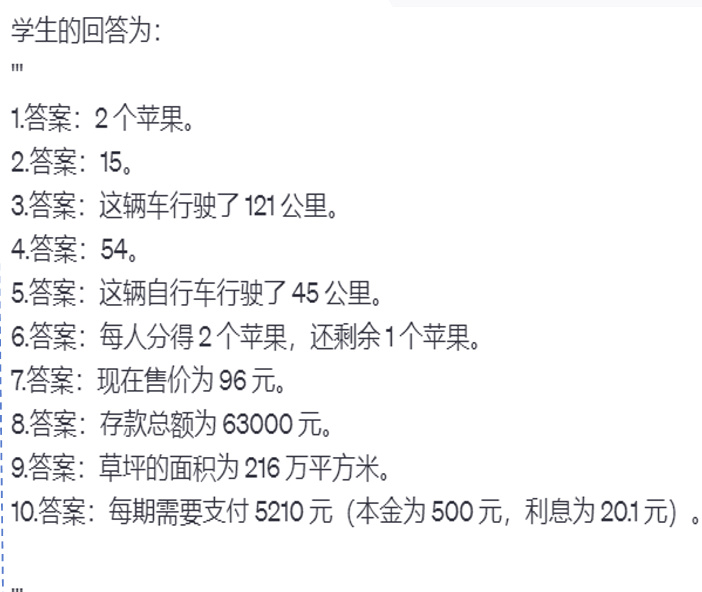 学生的回答为：
'''
1.答案：2 个苹果。
2.答案：15。
3.答案：这辆车行驶了 121 公里。
4.答案：54。
5.答案：这辆自行车行驶了 45 公里。
6.答案：每人分得 2 个苹果，还剩余 1 个苹果。
7.答案：现在售价为 96 元。
8.答案：存款总额为 63000 元。
9.答案：草坪的面积为 216 万平方米。
10.答案：每期需要支付 5210 元（本金为 500 元，利息为 20.1 元）。
'''